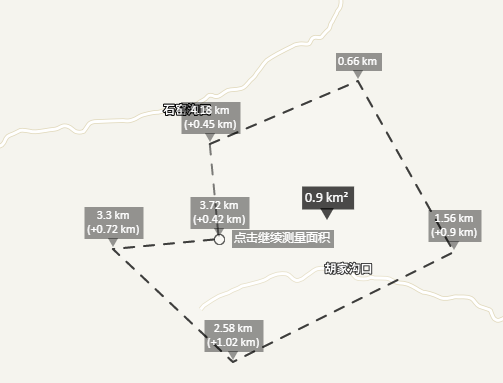 0.66 km
石窑沟口
4.18 km
(+0.45 km)
0.9 km²
3.72 km
(+0.42 km)
3.3 km
(+0.72 km)
1.56 km
(+0.9 km)
点击继续测量面积
胡家沟口
2.58 km
(+1.02 km)